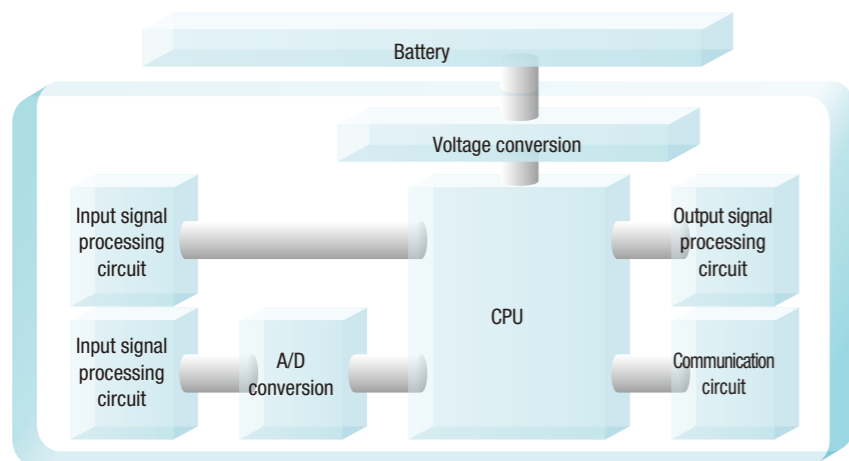 Battery
Voltage conversion
Input signal
processing
circuit
Output signal
processing
circuit
CPU
Input signal
processing
circuit
A/D
conversion
Communication
circuit